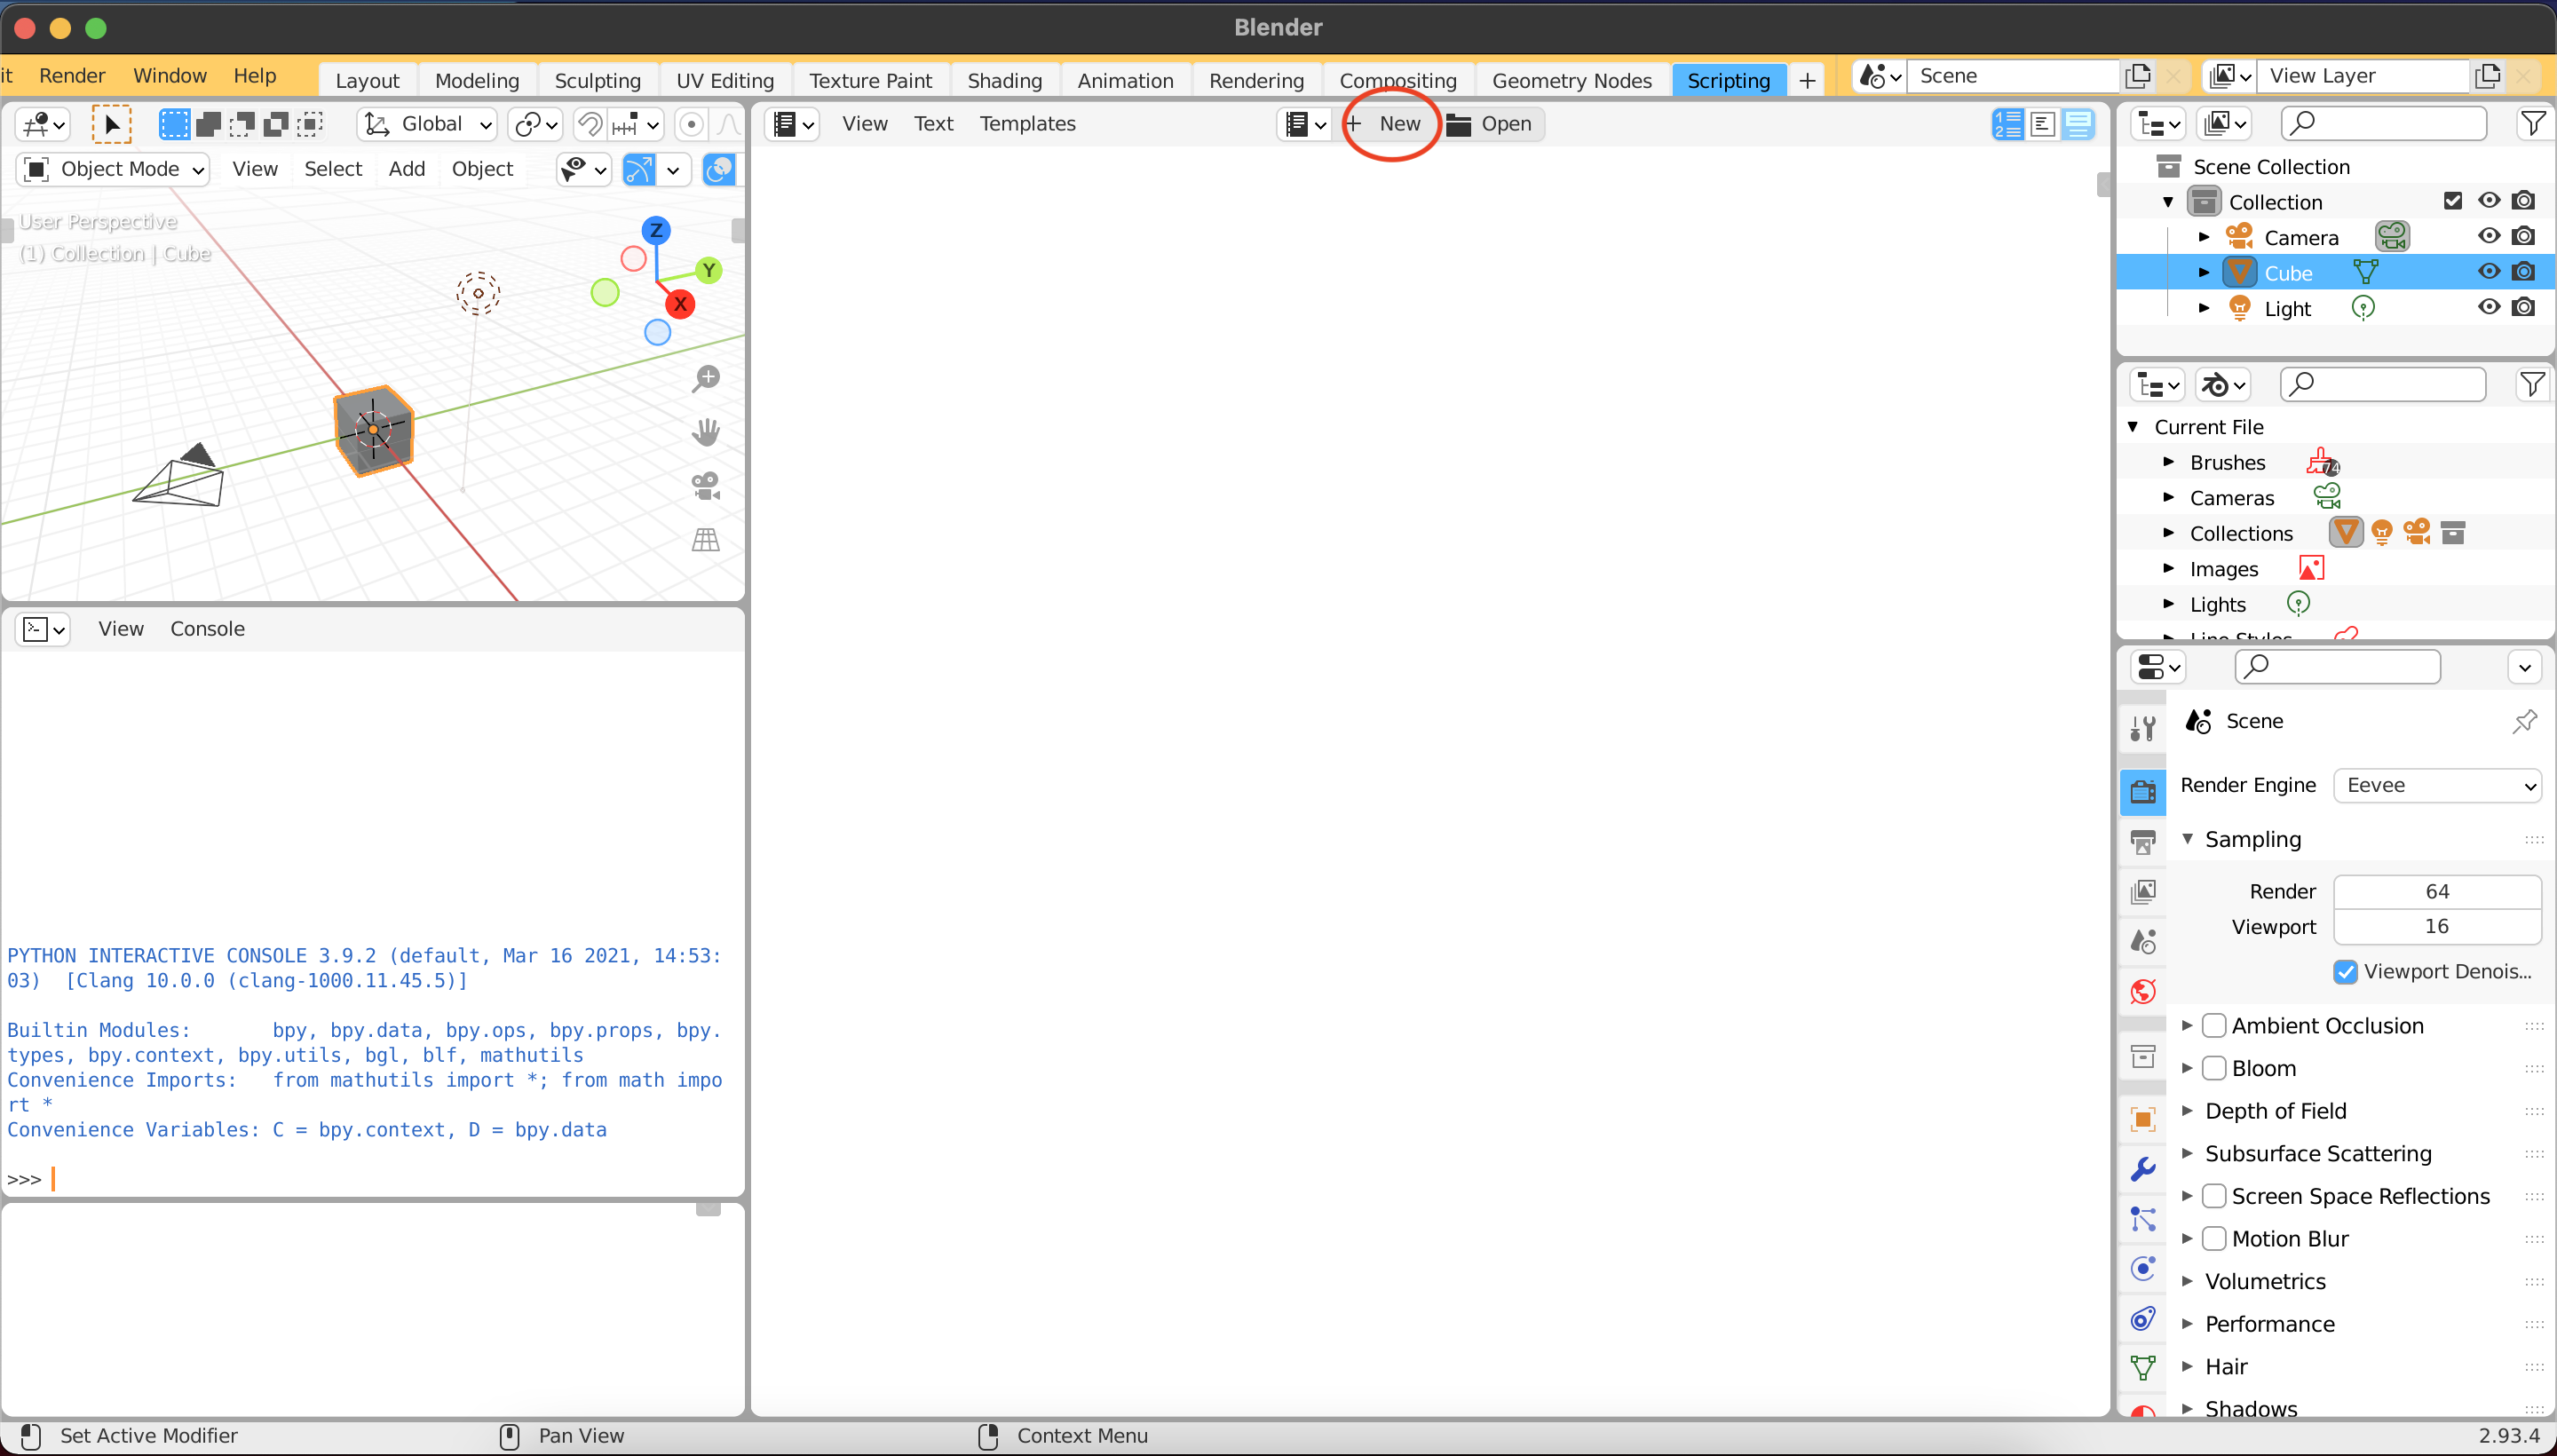 Blender
it Render Window Help Layout Modeling Sculpting UV Editing Texture Paint Shading Animation Rendering Compositing Geometry Nodes Scripting + Scene View Layer
Global View Text Templates + New Open
Object Mode View Select Add Object
User Perspective
(1) Collection | Cube
Z
Y
X
Scene Collection
Collection
Camera
Cube
Light
Current File
Brushes 74
Cameras
Collections
Images
Lights
Line Styles
View Console
PYTHON INTERACTIVE CONSOLE 3.9.2 (default, Mar 16 2021, 14:53:
03)  [Clang 10.0.0 (clang-1000.11.45.5)]
Builtin Modules:       bpy, bpy.data, bpy.ops, bpy.props, bpy.
types, bpy.context, bpy.utils, bgl, blf, mathutils
Convenience Imports:   from mathutils import *; from math impo
rt *
Convenience Variables: C = bpy.context, D = bpy.data
>>>
Scene
Render Engine Eevee
Sampling
Render 64
Viewport 16
Viewport Denois...
Ambient Occlusion
Bloom
Depth of Field
Subsurface Scattering
Screen Space Reflections
Motion Blur
Volumetrics
Performance
Hair
Shadows
Set Active Modifier Pan View Context Menu 2.93.4